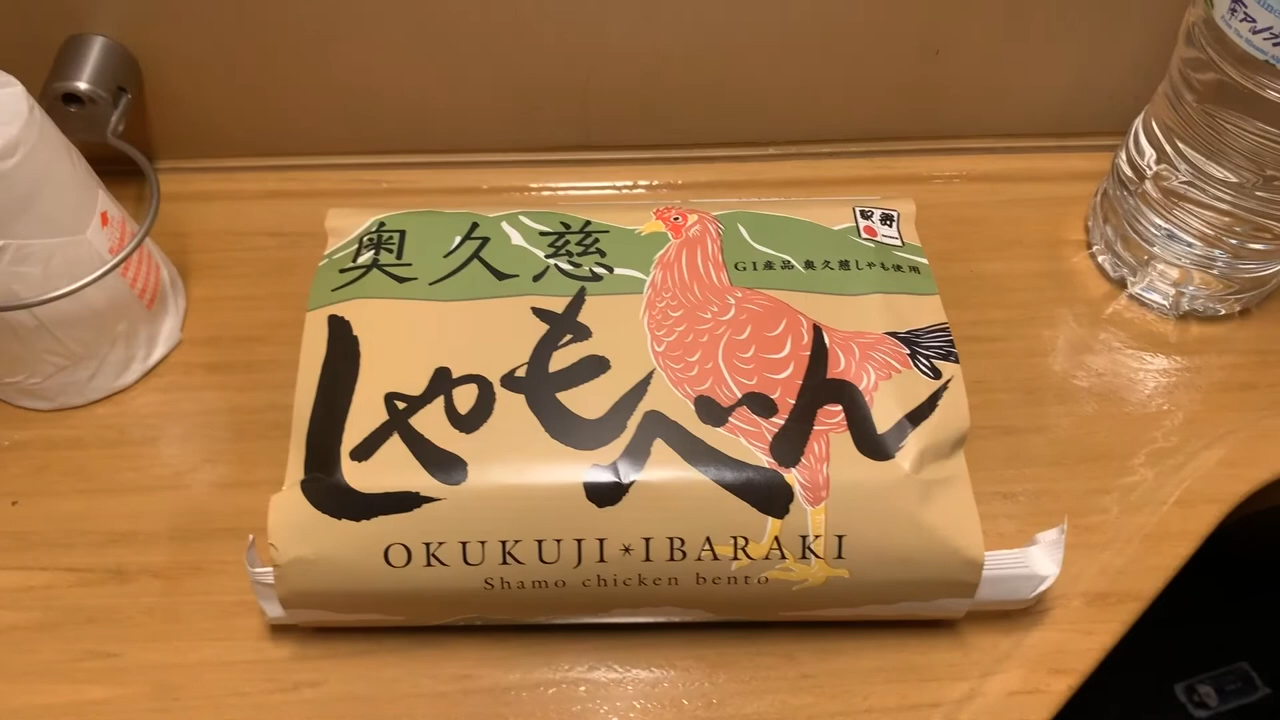 奥久慈
駅弁
GI産品 奥久慈しゃも使用
しゃもべん
OKUKUJI*IBARAKI
Shamo chicken bento